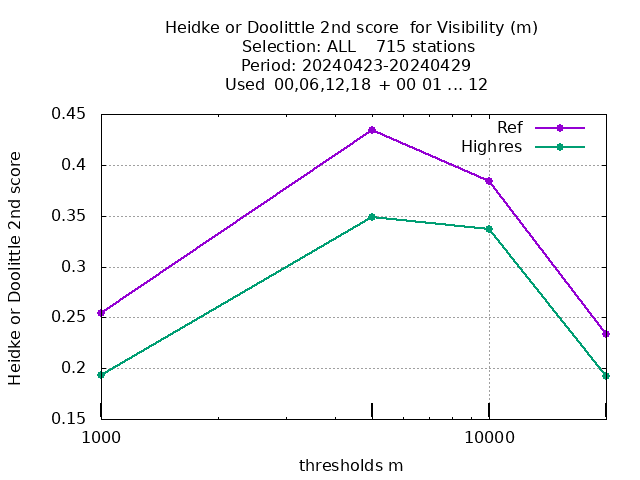 Heidke or Doolittle 2nd score  for Visibility (m)
Selection: ALL    715 stations
Period: 20240423-20240429
Used  00,06,12,18  + 00 01 ... 12
Ref
Highres
0.45
0.4
0.35
0.3
0.25
0.2
0.15
Heidke or Doolittle 2nd score
1000
10000
thresholds m